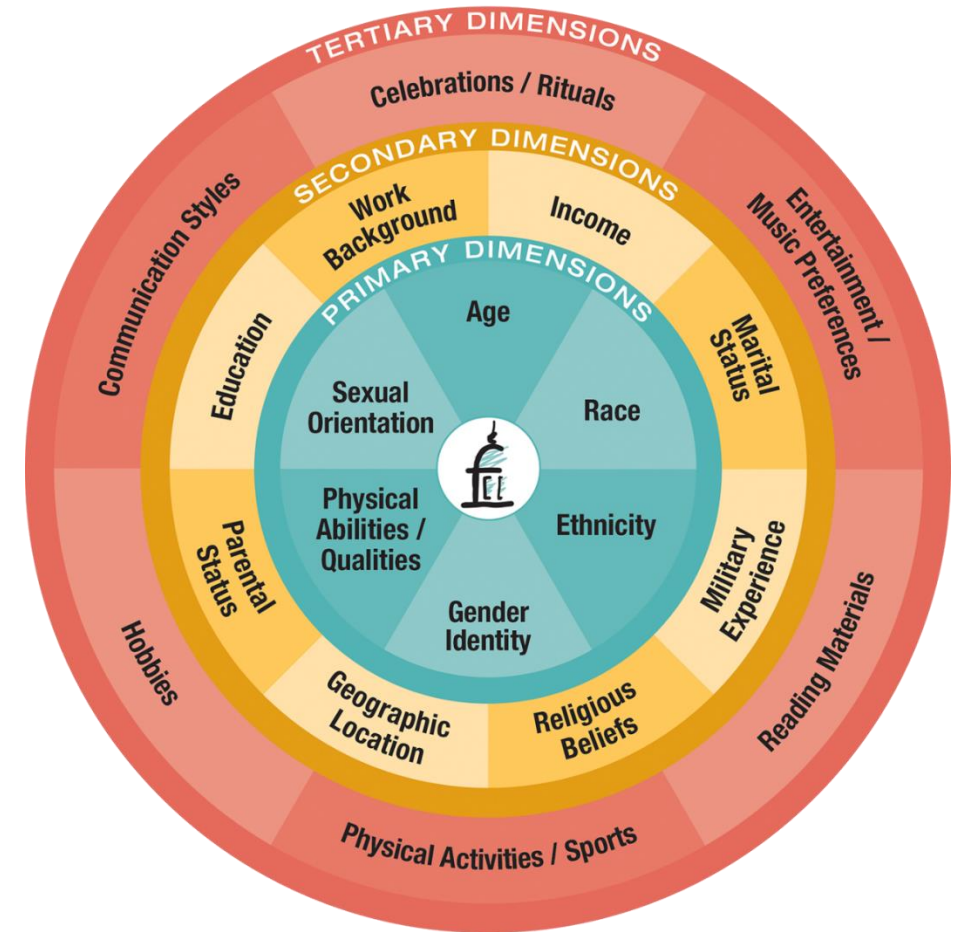 TERTIARY DIMENSIONS
Celebrations / Rituals
Entertainment /
Music Preferences
Reading Materials
Physical Activities / Sports
Hobbies
Communication Styles
SECONDARY DIMENSIONS
Work
Background
Income
Marital
Status
Military
Experience
Religious
Beliefs
Geographic
Location
Parental
Status
Education
PRIMARY DIMENSIONS
Age
Race
Ethnicity
Gender
Identity
Physical
Abilities /
Qualities
Sexual
Orientation